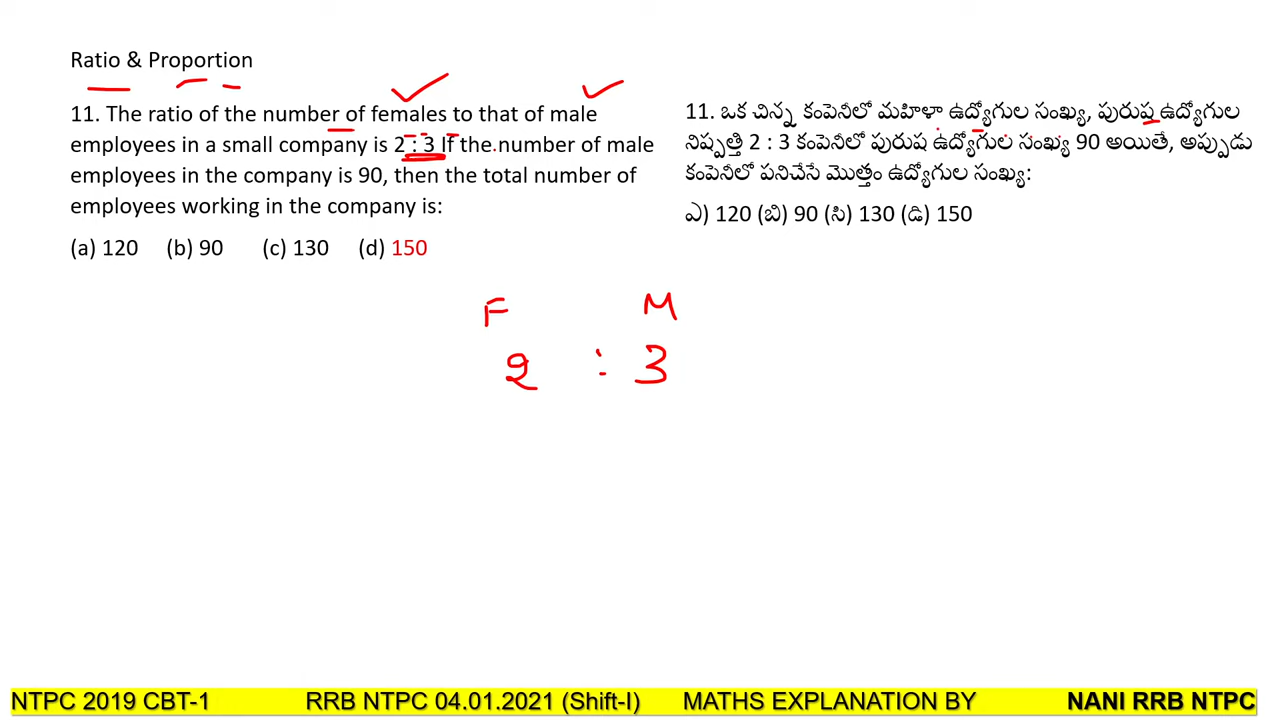 Ratio & Proportion
11. The ratio of the number of females to that of male
employees in a small company is 2 : 3 If the number of male
employees in the company is 90, then the total number of
employees working in the company is:
(a) 120 (b) 90 (c) 130 (d) 150
11. ఒక చిన్న కంపెనీలో మహిళా ఉద్యోగుల సంఖ్య, పురుష ఉద్యోగుల
నిష్పత్తి 2 : 3 కంపెనీలో పురుష ఉద్యోగుల సంఖ్య 90 అయితే, అప్పుడు
కంపెనీలో పనిచేసే మొత్తం ఉద్యోగుల సంఖ్య:
ఎ) 120 (బి) 90 (సి) 130 (డి) 150
F M
2 : 3
NTPC 2019 CBT-1 RRB NTPC 04.01.2021 (Shift-I) MATHS EXPLANATION BY NANI RRB NTPC